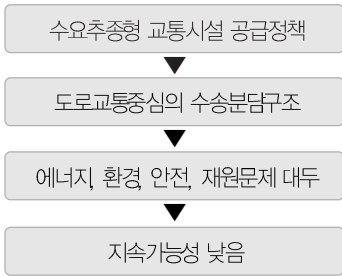 수요추종형 교통시설 공급정책
도로교통중심의 수송분담구조
에너지, 환경, 안전, 재원문제 대두
지속가능성 낮음